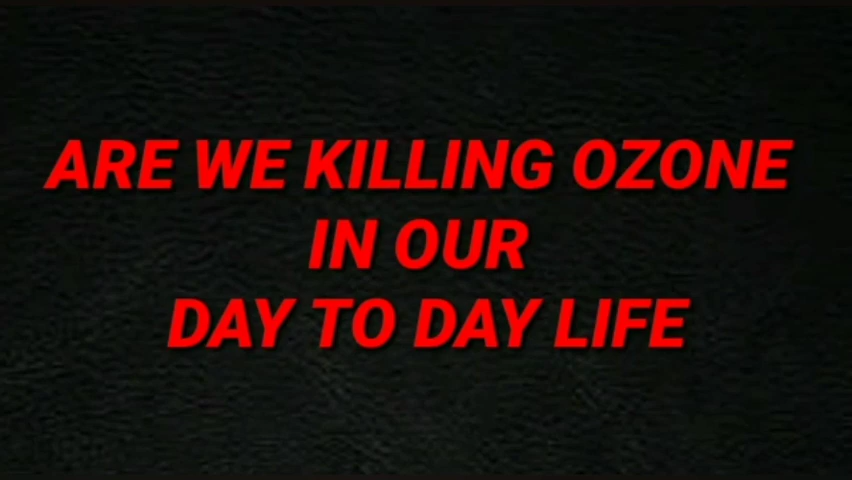 ARE WE KILLING OZONE
IN OUR
DAY TO DAY LIFE